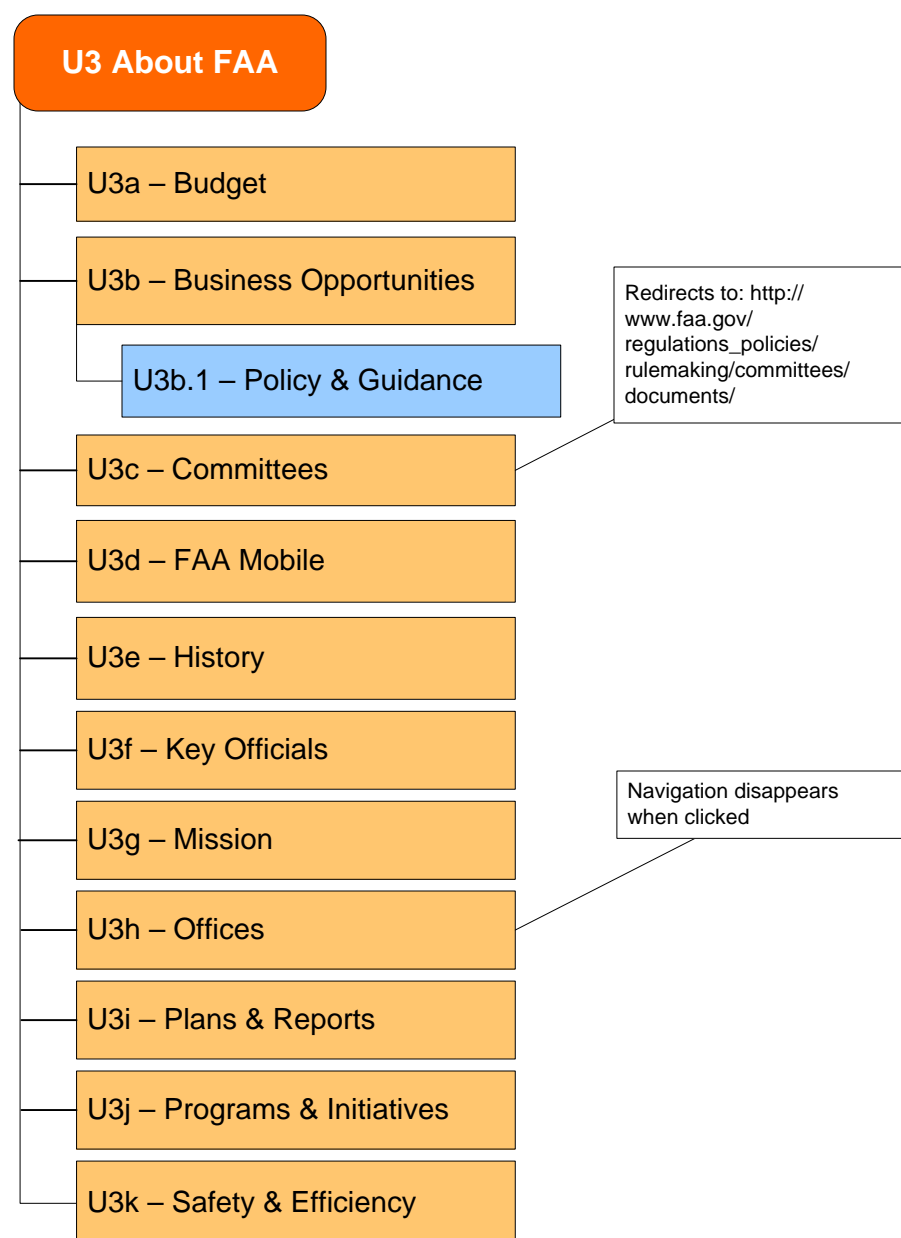 U3 About FAA
U3a – Budget
U3b – Business Opportunities
U3b.1 – Policy & Guidance
Redirects to: http://
www.faa.gov/
regulations_policies/
rulemaking/committees/
documents/
U3c – Committees
U3d – FAA Mobile
U3e – History
U3f – Key Officials
U3g – Mission
Navigation disappears
when clicked
U3h – Offices
U3i – Plans & Reports
U3j – Programs & Initiatives
U3k – Safety & Efficiency